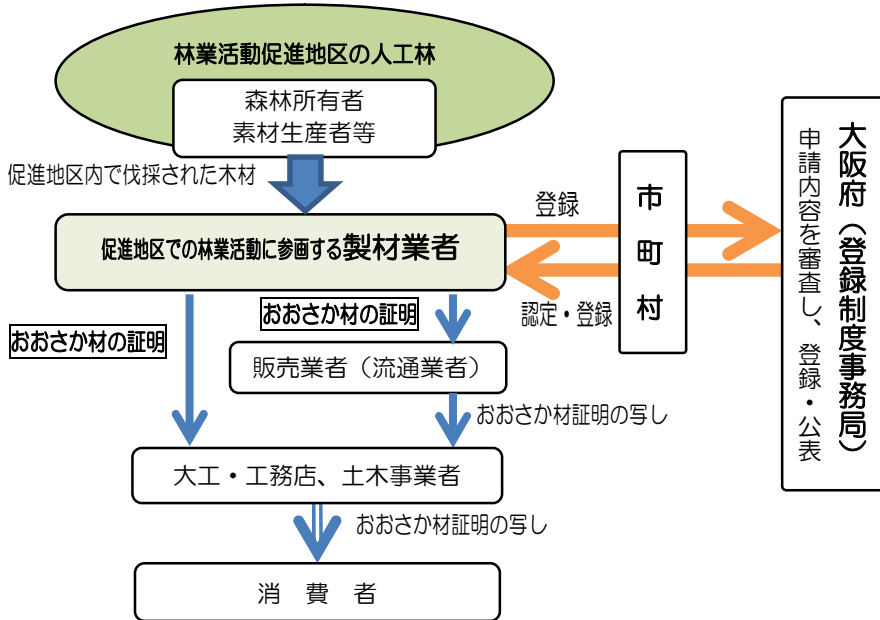 林業活動促進地区の人工林
森林所有者
素材生産者等
促進地区内で伐採された木材
促進地区での林業活動に参画する製材業者
登録
認定・登録
市町村
大阪府（登録制度事務局）
申請内容を審査し、登録・公表
おおさか材の証明
おおさか材の証明
販売業者（流通業者）
おおさか材証明の写し
大工・工務店、土木事業者
おおさか材証明の写し
消　費　者